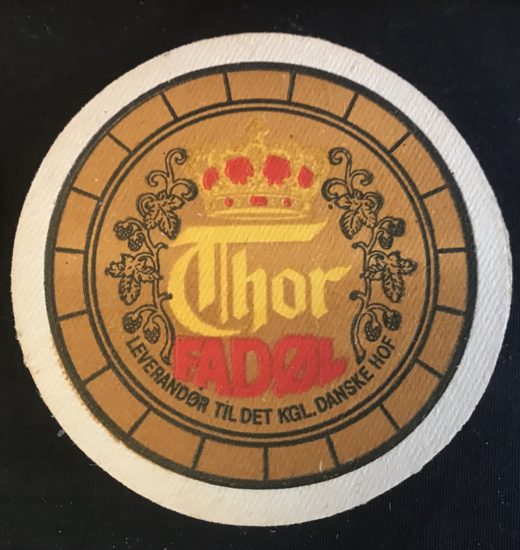 Thor
FADØL
LEVERANDØR TIL DET KGL. DANSKE HOF